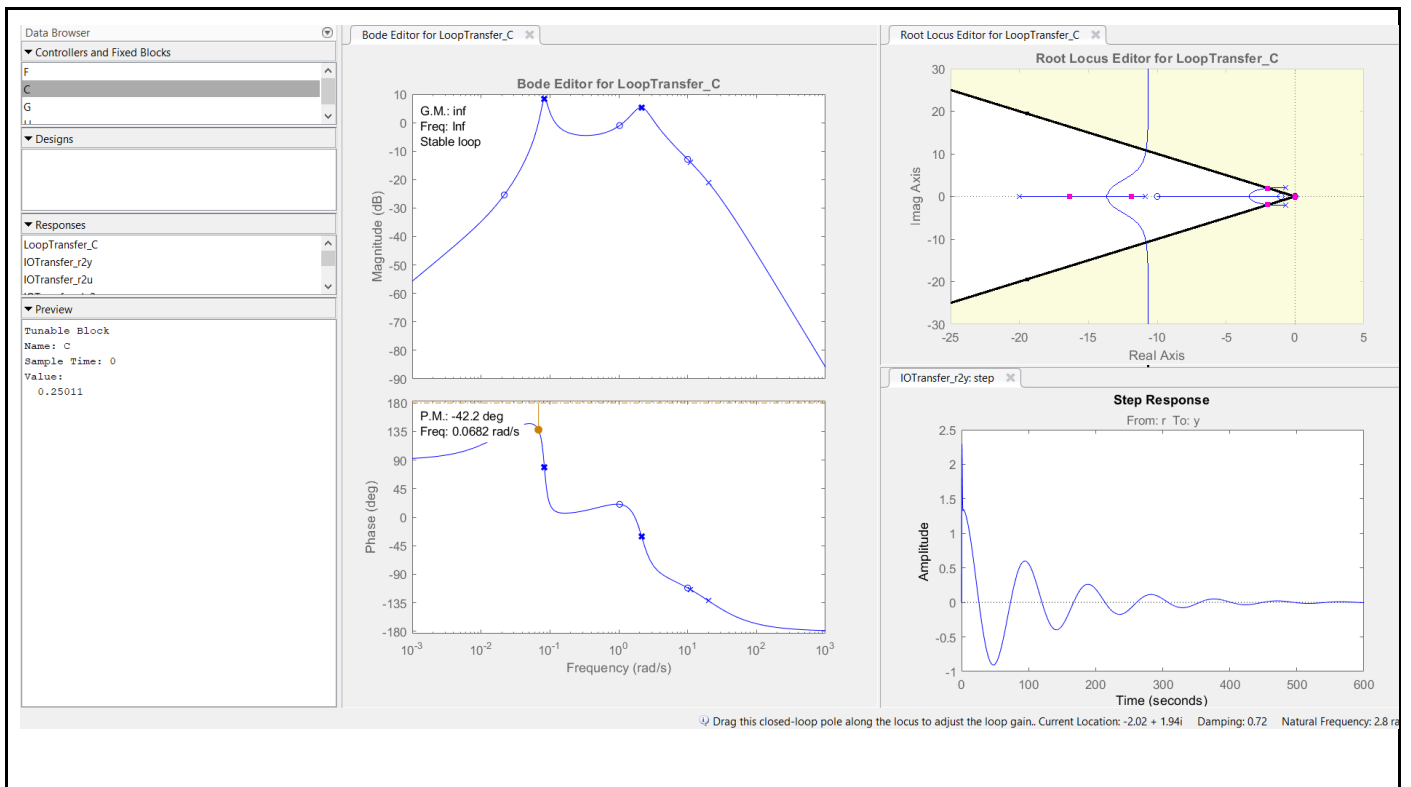 Data Browser
Controllers and Fixed Blocks
F
C
G
Designs
Responses
LoopTransfer_C
IOTransfer_r2y
IOTransfer_r2u
Preview
Tunable Block
Name: C
Sample Time: 0
Value:
0.25011
Bode Editor for LoopTransfer_C
Bode Editor for LoopTransfer_C
G.M.: inf
Freq: Inf
Stable loop
10
0
-10
-20
-30
-40
-50
-60
-70
-80
-90
Magnitude (dB)
P.M.: -42.2 deg
Freq: 0.0682 rad/s
180
135
90
45
0
-45
-90
-135
-180
Phase (deg)
10^-3 10^-2 10^-1 10^0 10^1 10^2 10^3
Frequency (rad/s)
Root Locus Editor for LoopTransfer_C
Root Locus Editor for LoopTransfer_C
30
20
10
0
-10
-20
-30
Imag Axis
-25 -20 -15 -10 -5 0 5
Real Axis
IOTransfer_r2y: step
Step Response
From: r To: y
2.5
2
1.5
1
0.5
0
-0.5
-1
Amplitude
0 100 200 300 400 500 600
Time (seconds)
Drag this closed-loop pole along the locus to adjust the loop gain.. Current Location: -2.02 + 1.94i Damping: 0.72 Natural Frequency: 2.8 ra